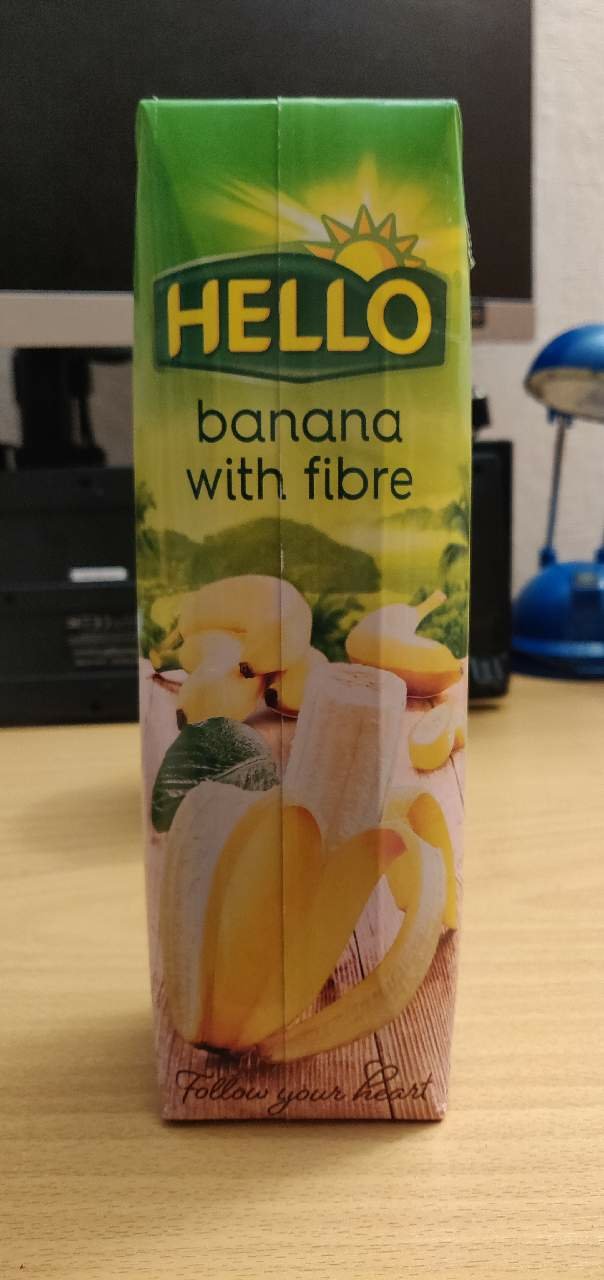 HELLO
banana
with fibre
Follow your heart